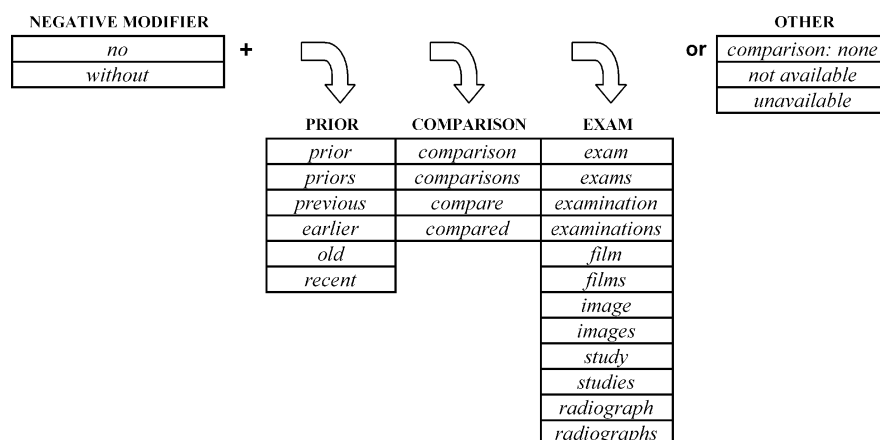 NEGATIVE MODIFIER
no
without
+
or
OTHER
comparison: none
not available
unavailable
PRIOR
prior
priors
previous
earlier
old
recent
COMPARISON
comparison
comparisons
compare
compared
EXAM
exam
exams
examination
examinations
film
films
image
images
study
studies
radiograph
radiographs